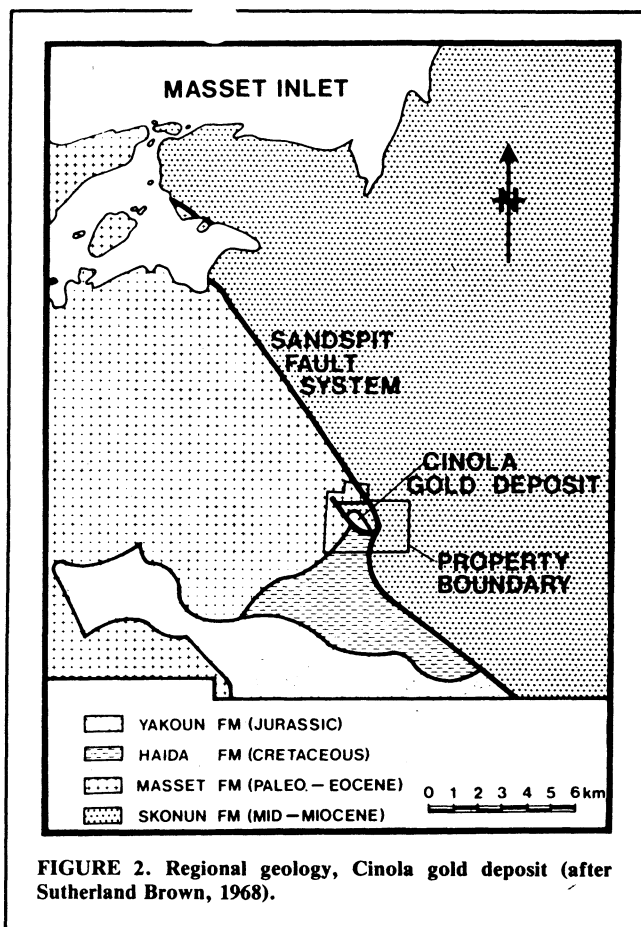 MASSET INLET
N
SANDSPIT
FAULT
SYSTEM
CINOLA
GOLD DEPOSIT
PROPERTY
BOUNDARY
YAKOUN FM (JURASSIC)
HAIDA FM (CRETACEOUS)
MASSET FM (PALEO. – EOCENE)
SKONUN FM (MID – MIOCENE)
0 1 2 3 4 5 6 km
FIGURE 2. Regional geology, Cinola gold deposit (after
Sutherland Brown, 1968).